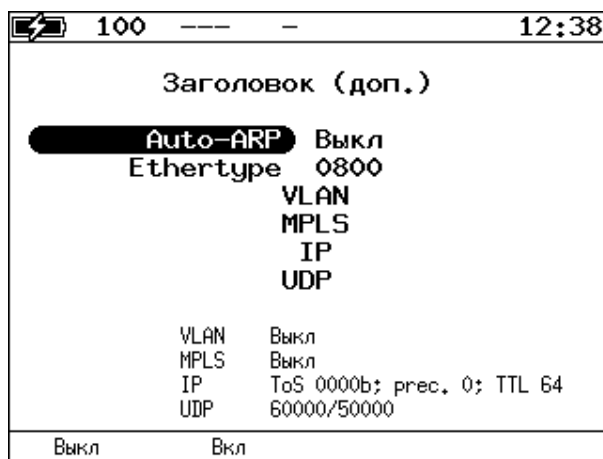 100 --- - 12:38
Заголовок (доп.)
Auto-ARP Выкл
Ethertype 0800
VLAN
MPLS
IP
UDP
VLAN Выкл
MPLS Выкл
IP ToS 0000b; prec. 0; TTL 64
UDP 60000/50000
Выкл Вкл